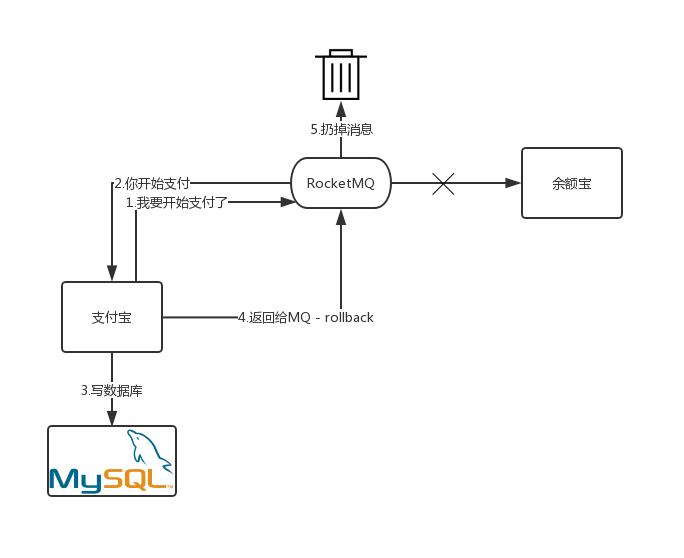 5.扔掉消息
2.你开始支付
RocketMQ
余额宝
1.我要开始支付了
支付宝
4.返回给MQ - rollback
3.写数据库
MySQL
TM